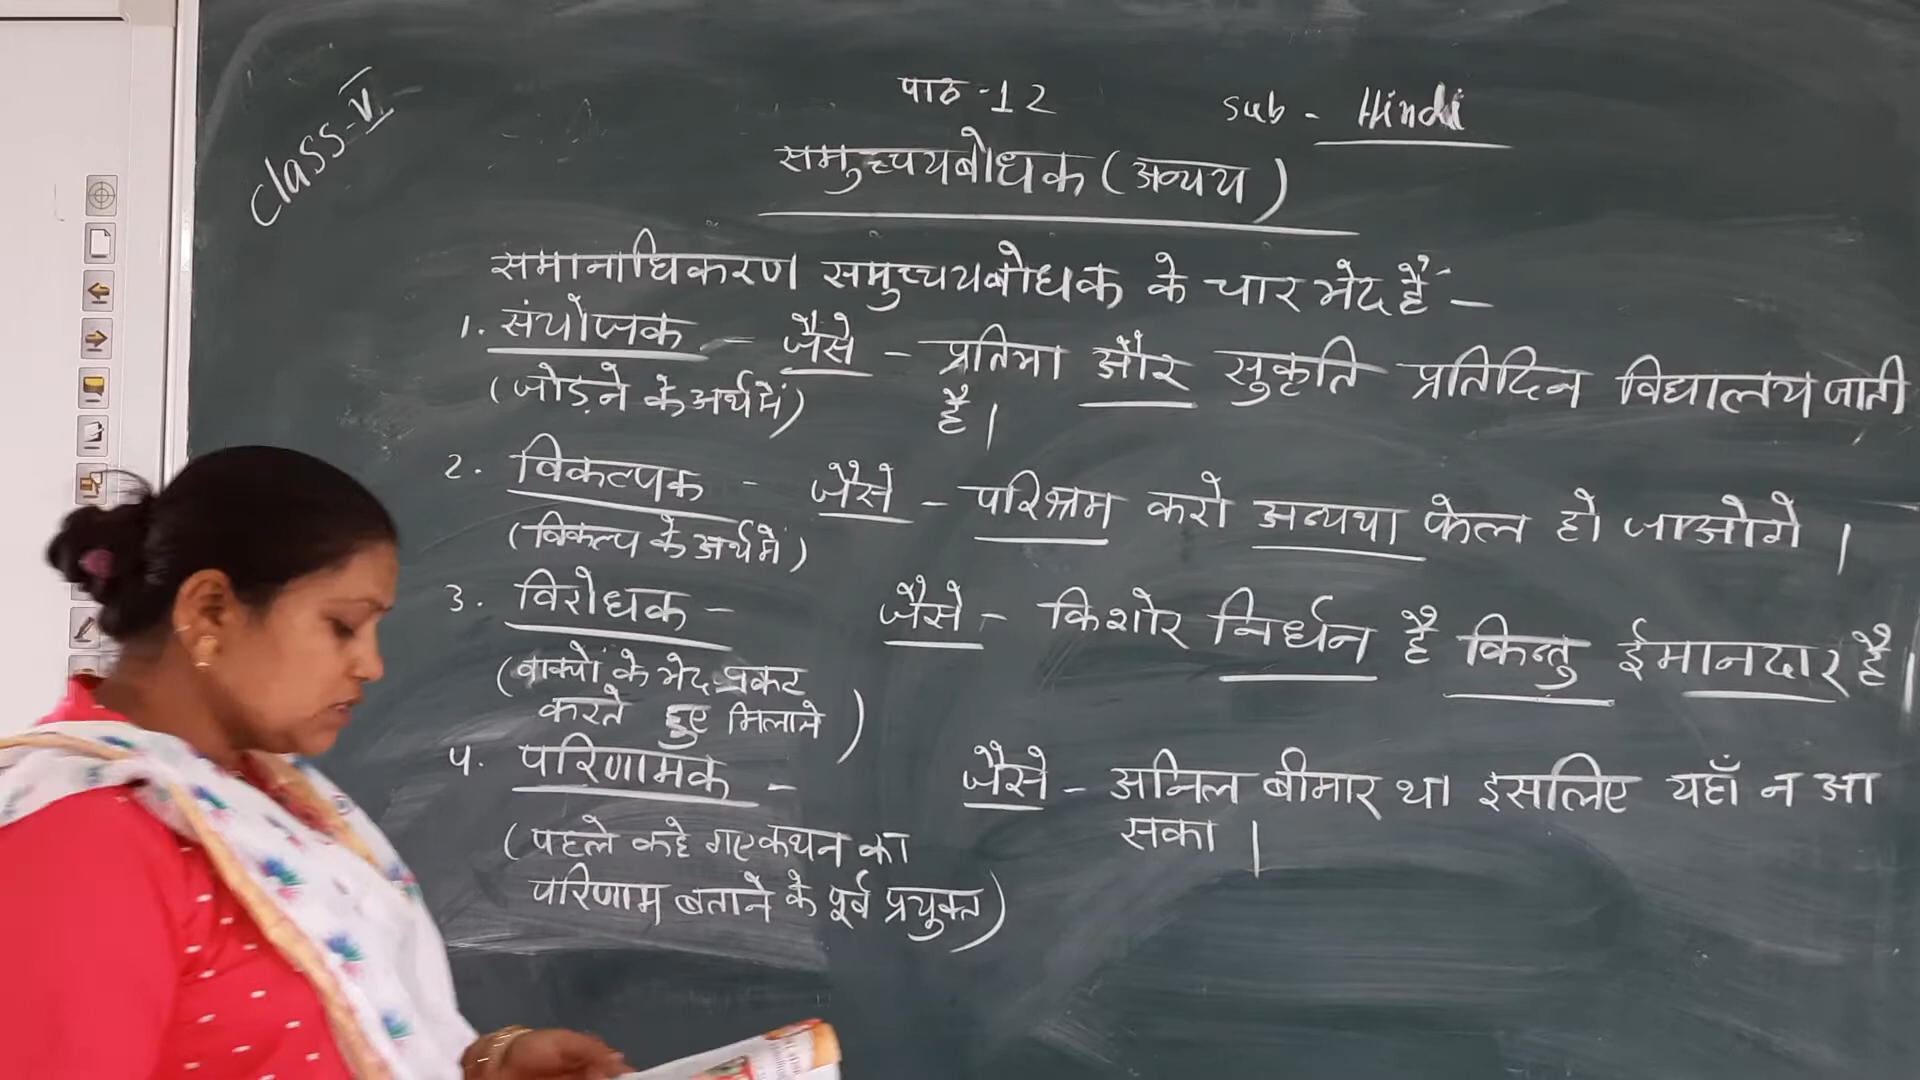 Class-V
पाठ-12
Sub - Hindi
समुच्चयबोधक (अव्यय)
समानाधिकरण समुच्चयबोधक के चार भेद हैं -
1. संयोजक - जैसे - प्रतिभा और सुकृति प्रतिदिन विद्यालय जाती
(जोड़ने के अर्थ में) है।
2. विकल्पक - जैसे - परिश्रम करो अन्यथा फेल हो जाओगे।
(विकल्प के अर्थ में)
3. विरोधक - जैसे - किशोर निर्धन है किन्तु ईमानदार है।
(वाक्यों के भेद प्रकट
करते हुए मिलाने)
4. परिणामक - जैसे - अनिल बीमार था इसलिए यहाँ न आ
सका।
(पहले कहे गए कथन का
परिणाम बताने के पूर्व प्रयुक्त)